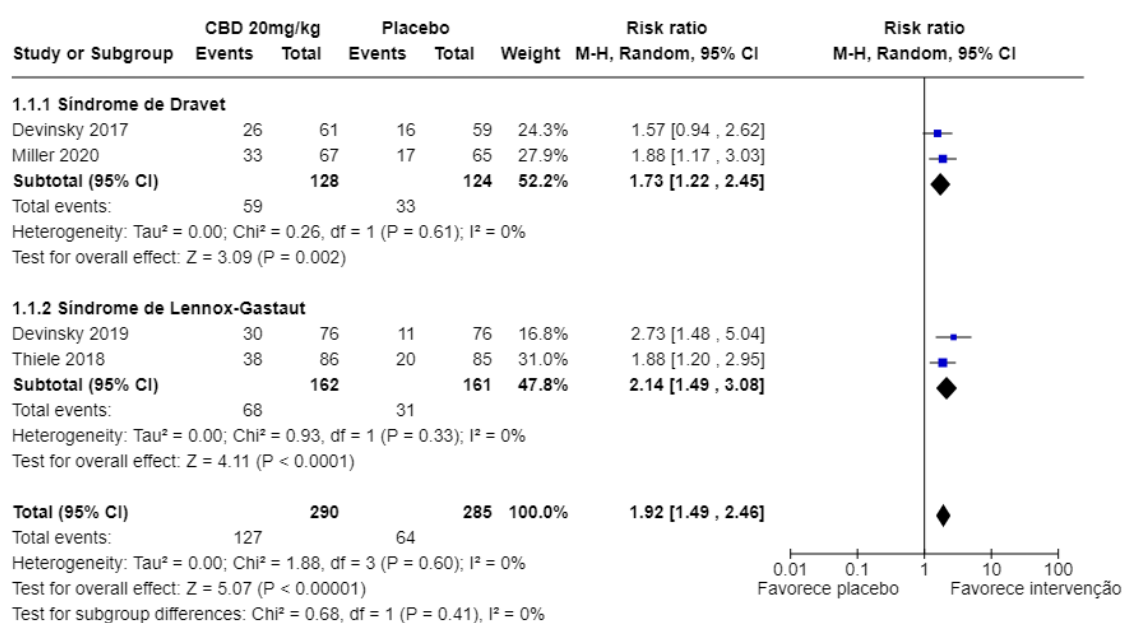 CBD 20mg/kg Placebo Risk ratio Risk ratio
Study or Subgroup Events Total Events Total Weight M-H, Random, 95% CI M-H, Random, 95% CI
1.1.1 Síndrome de Dravet
Devinsky 2017 26 61 16 59 24.3% 1.57 [0.94 , 2.62]
Miller 2020 33 67 17 65 27.9% 1.88 [1.17 , 3.03]
Subtotal (95% CI) 128 124 52.2% 1.73 [1.22 , 2.45]
Total events: 59 33
Heterogeneity: Tau² = 0.00; Chi² = 0.26, df = 1 (P = 0.61); I² = 0%
Test for overall effect: Z = 3.09 (P = 0.002)
1.1.2 Síndrome de Lennox-Gastaut
Devinsky 2019 30 76 11 76 16.8% 2.73 [1.48 , 5.04]
Thiele 2018 38 86 20 85 31.0% 1.88 [1.20 , 2.95]
Subtotal (95% CI) 162 161 47.8% 2.14 [1.49 , 3.08]
Total events: 68 31
Heterogeneity: Tau² = 0.00; Chi² = 0.93, df = 1 (P = 0.33); I² = 0%
Test for overall effect: Z = 4.11 (P < 0.0001)
Total (95% CI) 290 285 100.0% 1.92 [1.49 , 2.46]
Total events: 127 64
Heterogeneity: Tau² = 0.00; Chi² = 1.88, df = 3 (P = 0.60); I² = 0%
Test for overall effect: Z = 5.07 (P < 0.00001)
Test for subgroup differences: Chi² = 0.68, df = 1 (P = 0.41), I² = 0%
0.01 0.1 1 10 100
Favorece placebo Favorece intervenção